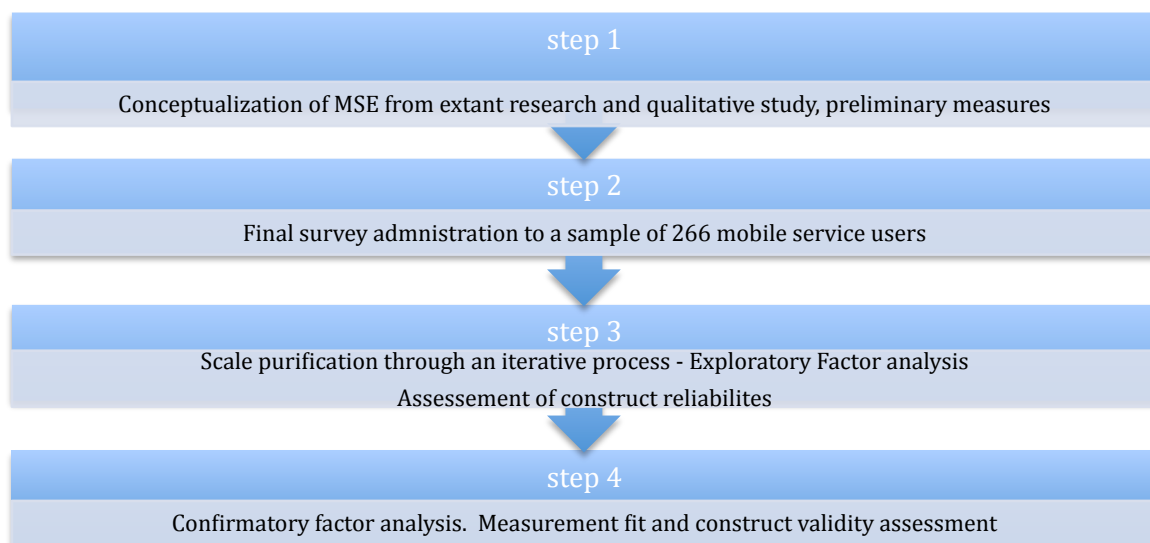 step 1
Conceptualization of MSE from extant research and qualitative study, preliminary measures
step 2
Final survey admnistration to a sample of 266 mobile service users
step 3
Scale purification through an iterative process - Exploratory Factor analysis
Assessement of construct reliabilites
step 4
Confirmatory factor analysis.  Measurement fit and construct validity assessment